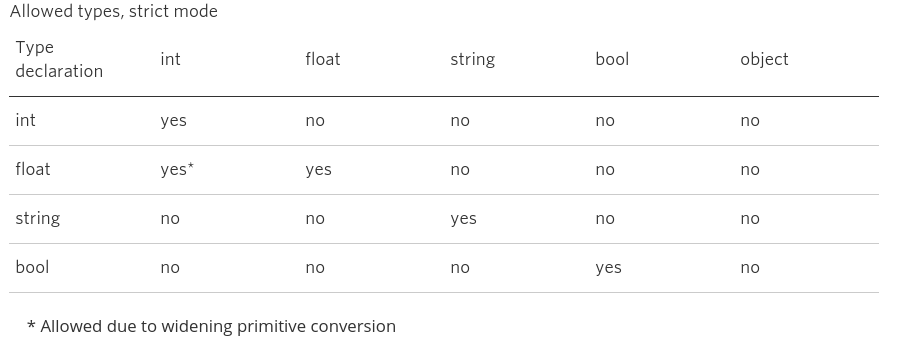 Allowed types, strict mode
Type declaration int float string bool object
int yes no no no no
float yes* yes no no no
string no no yes no no
bool no no no yes no
* Allowed due to widening primitive conversion